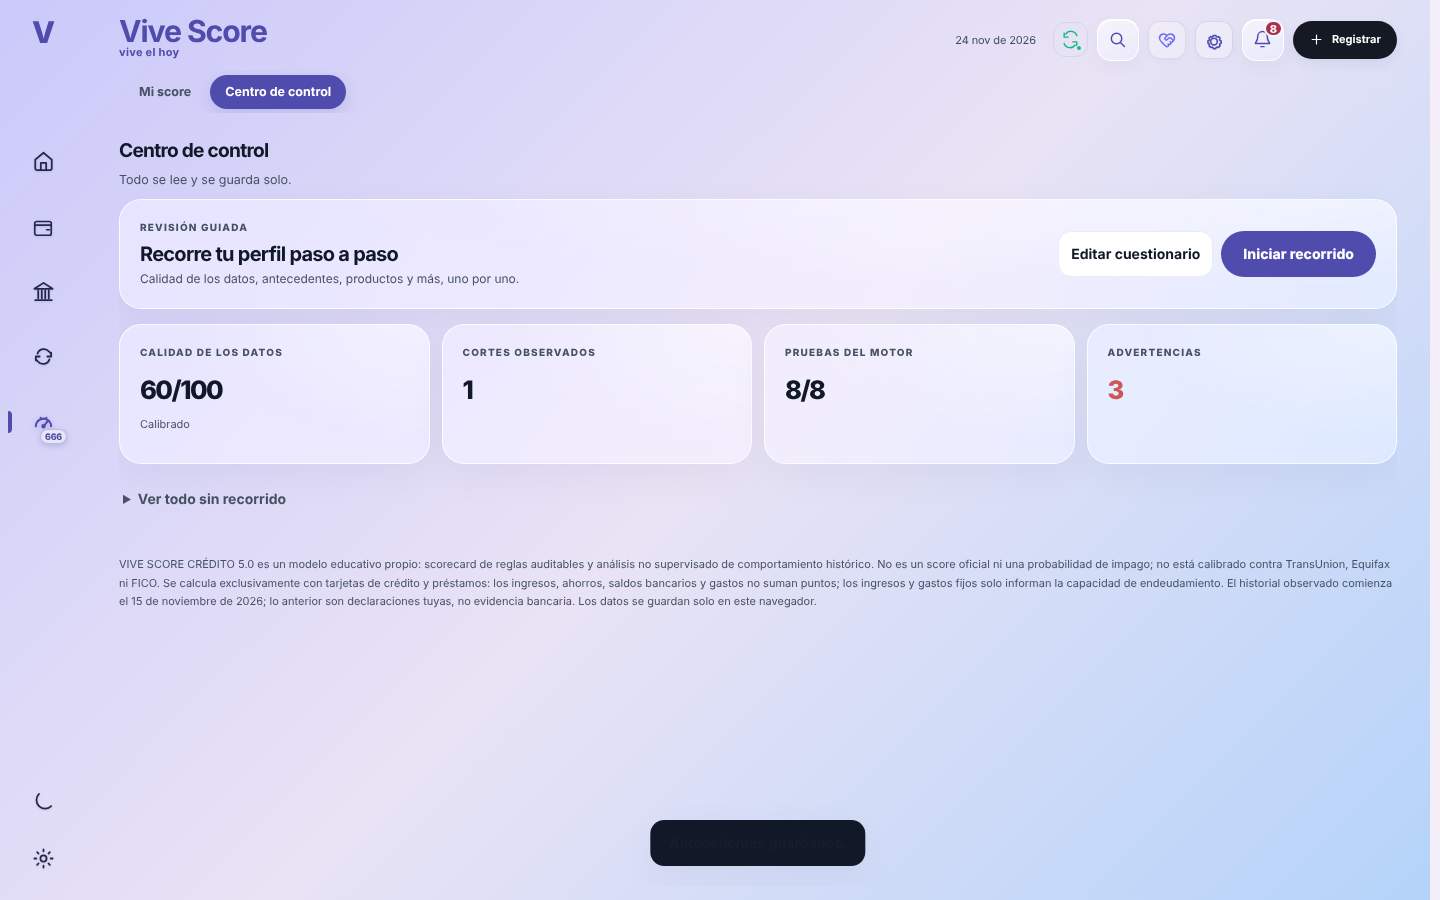 V
Vive Score
vive el hoy
24 nov de 2026
8
Registrar
Mi score
Centro de control
Centro de control
Todo se lee y se guarda solo.
REVISIÓN GUIADA
Recorre tu perfil paso a paso
Calidad de los datos, antecedentes, productos y más, uno por uno.
Editar cuestionario
Iniciar recorrido
CALIDAD DE LOS DATOS
60/100
Calibrado
CORTES OBSERVADOS
1
PRUEBAS DEL MOTOR
8/8
ADVERTENCIAS
3
666
Ver todo sin recorrido
VIVE SCORE CRÉDITO 5.0 es un modelo educativo propio: scorecard de reglas auditables y análisis no supervisado de comportamiento histórico. No es un score oficial ni una probabilidad de impago; no está calibrado contra TransUnion, Equifax
ni FICO. Se calcula exclusivamente con tarjetas de crédito y préstamos: los ingresos, ahorros, saldos bancarios y gastos no suman puntos; los ingresos y gastos fijos solo informan la capacidad de endeudamiento. El historial observado comienza
el 15 de noviembre de 2026; lo anterior son declaraciones tuyas, no evidencia bancaria. Los datos se guardan solo en este navegador.